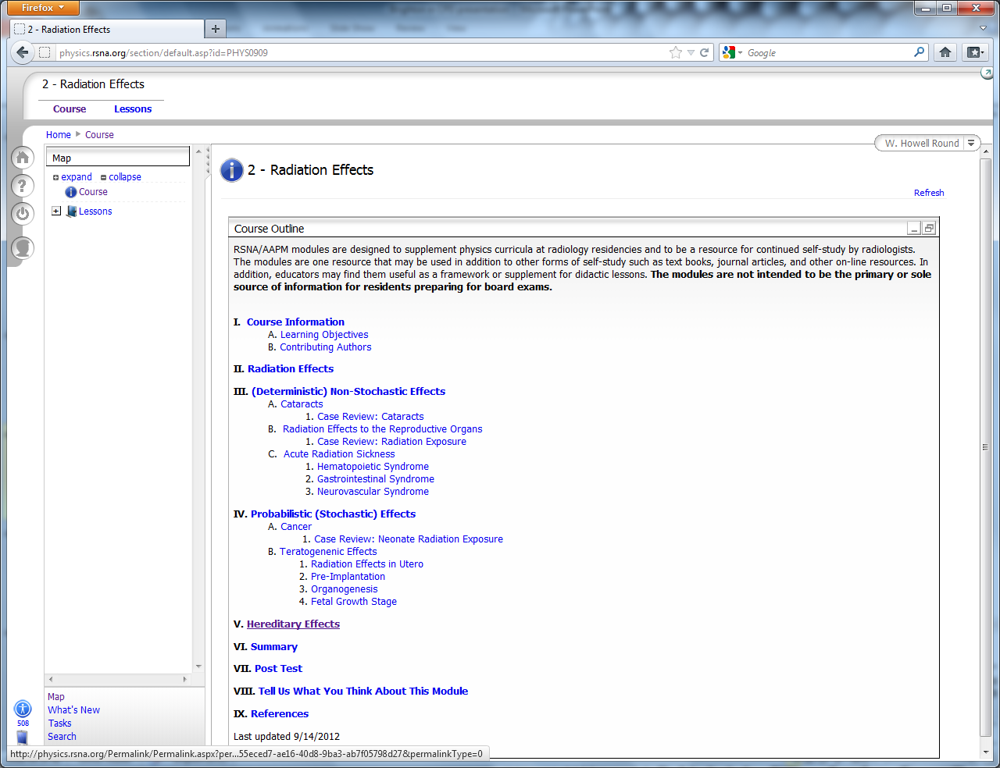 Firefox
2 - Radiation Effects
physics.rsna.org/section/default.asp?id=PHYS0909
Google
2 - Radiation Effects
Course Lessons
Home Course
W. Howell Round
Map
expand collapse
Course
Lessons
2 - Radiation Effects
Refresh
Course Outline
RSNA/AAPM modules are designed to supplement physics curricula at radiology residencies and to be a resource for continued self-study by radiologists.
The modules are one resource that may be used in addition to other forms of self-study such as text books, journal articles, and other on-line resources. In
addition, educators may find them useful as a framework or supplement for didactic lessons. The modules are not intended to be the primary or sole
source of information for residents preparing for board exams.
I. Course Information
A. Learning Objectives
B. Contributing Authors
II. Radiation Effects
III. (Deterministic) Non-Stochastic Effects
A. Cataracts
1. Case Review: Cataracts
B. Radiation Effects to the Reproductive Organs
1. Case Review: Radiation Exposure
C. Acute Radiation Sickness
1. Hematopoietic Syndrome
2. Gastrointestinal Syndrome
3. Neurovascular Syndrome
IV. Probabilistic (Stochastic) Effects
A. Cancer
1. Case Review: Neonate Radiation Exposure
B. Teratogenenic Effects
1. Radiation Effects in Utero
2. Pre-Implantation
3. Organogenesis
4. Fetal Growth Stage
V. Hereditary Effects
VI. Summary
VII. Post Test
VIII. Tell Us What You Think About This Module
IX. References
Last updated 9/14/2012
Map
What's New
Tasks
Search
508
http://physics.rsna.org/Permalink/Permalink.aspx?per...55eced7-ae16-40d8-9ba3-ab7f05798d27&permalinkType=0